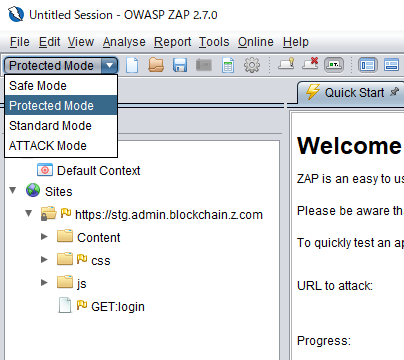 Untitled Session - OWASP ZAP 2.7.0
File Edit View Analyse Report Tools Online Help
Protected Mode
Safe Mode
Protected Mode
Standard Mode
ATTACK Mode
Quick Start
Default Context
Sites
https://stg.admin.blockchain.z.com
Content
css
js
GET:login
Welcome
ZAP is an easy to us
Please be aware tha
To quickly test an ap
URL to attack:
Progress: